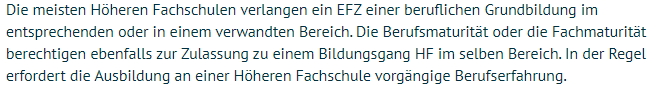 Die meisten Höheren Fachschulen verlangen ein EFZ einer beruflichen Grundbildung im
entsprechenden oder in einem verwandten Bereich. Die Berufsmaturität oder die Fachmaturität
berechtigen ebenfalls zur Zulassung zu einem Bildungsgang HF im selben Bereich. In der Regel
erfordert die Ausbildung an einer Höheren Fachschule vorgängige Berufserfahrung.